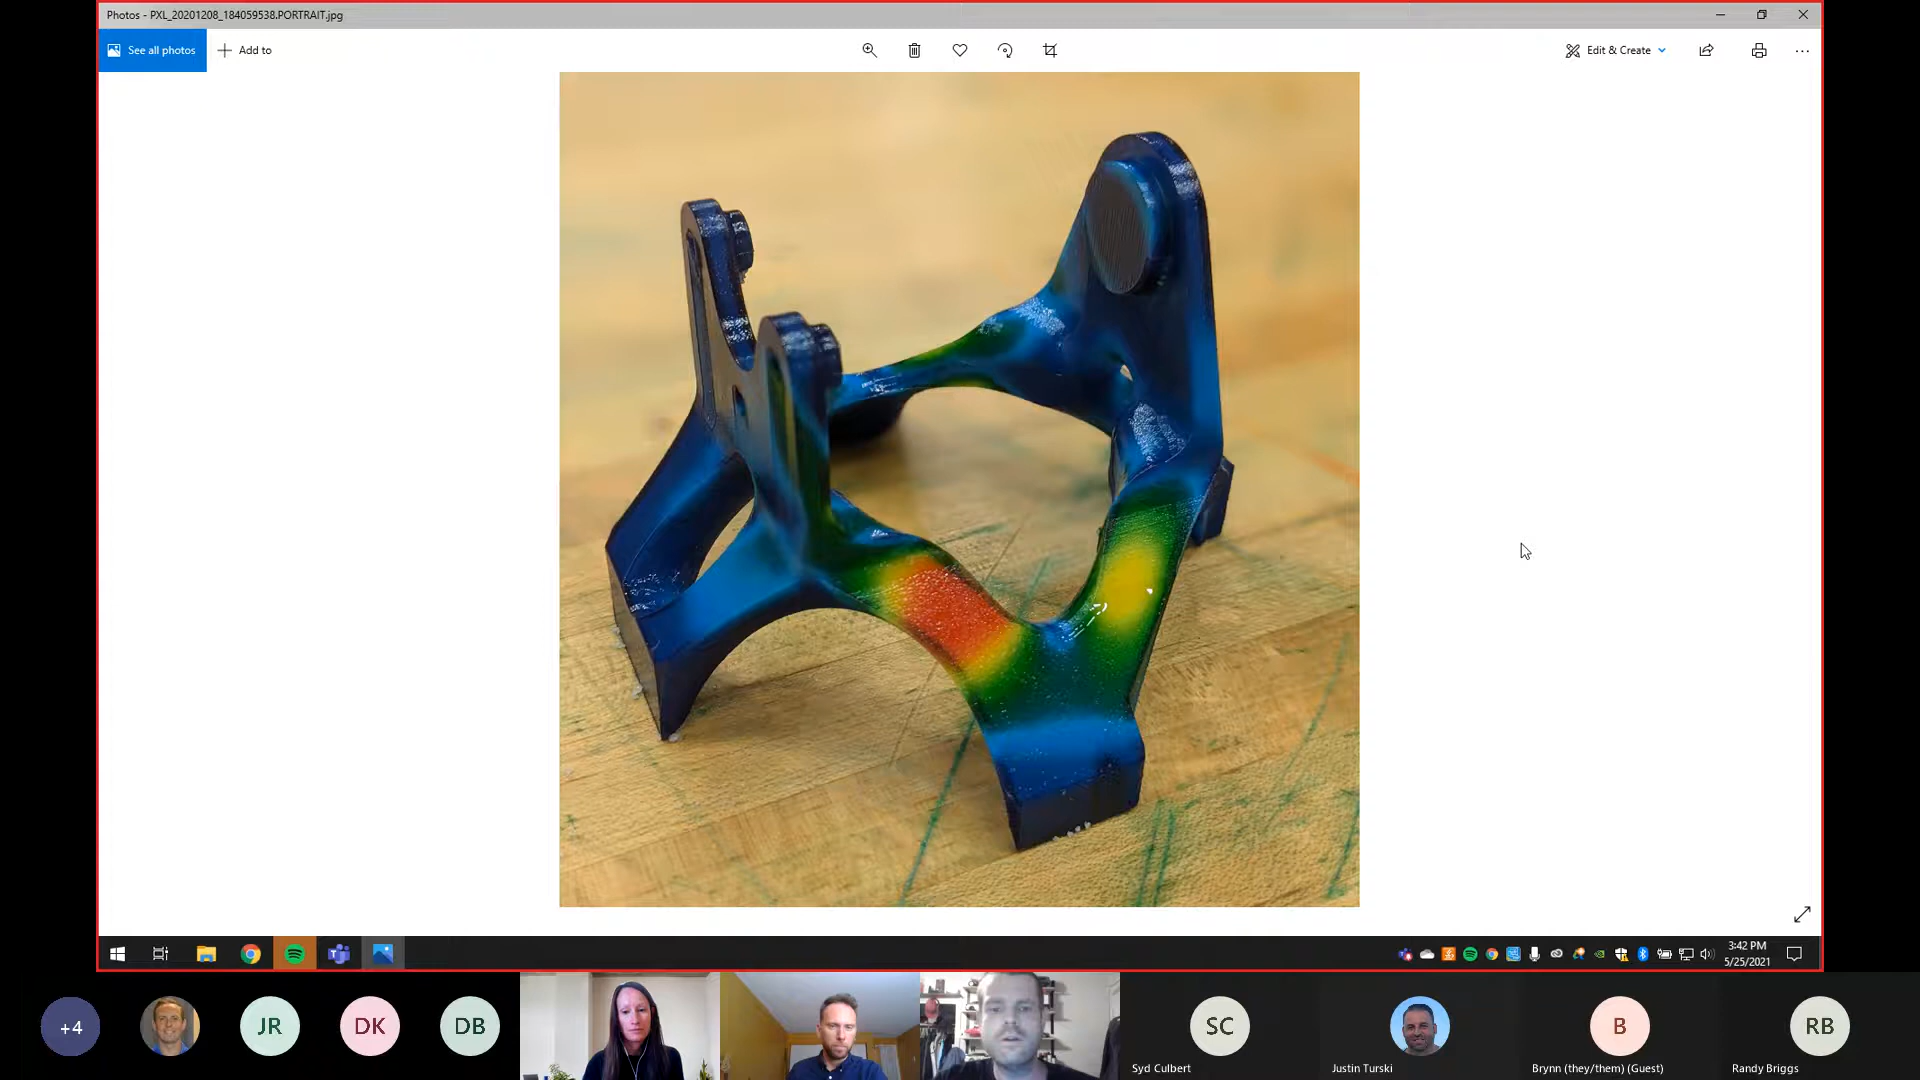 Photos - PXL_20201208_184059538.PORTRAIT.jpg
See all photos
Add to
Edit & Create
3:42 PM
5/25/2021
+4
JR
DK
DB
SC
B
RB
Syd Culbert
Justin Turski
Brynn (they/them) (Guest)
Randy Briggs